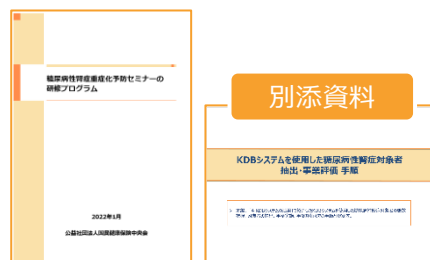 糖尿病性腎症重症化予防セミナーの
研修プログラム
2022年1月
公益社団法人国民健康保険中央会
別添資料
KDBシステムを使用した糖尿病性腎症対象者
抽出・事業評価 手順